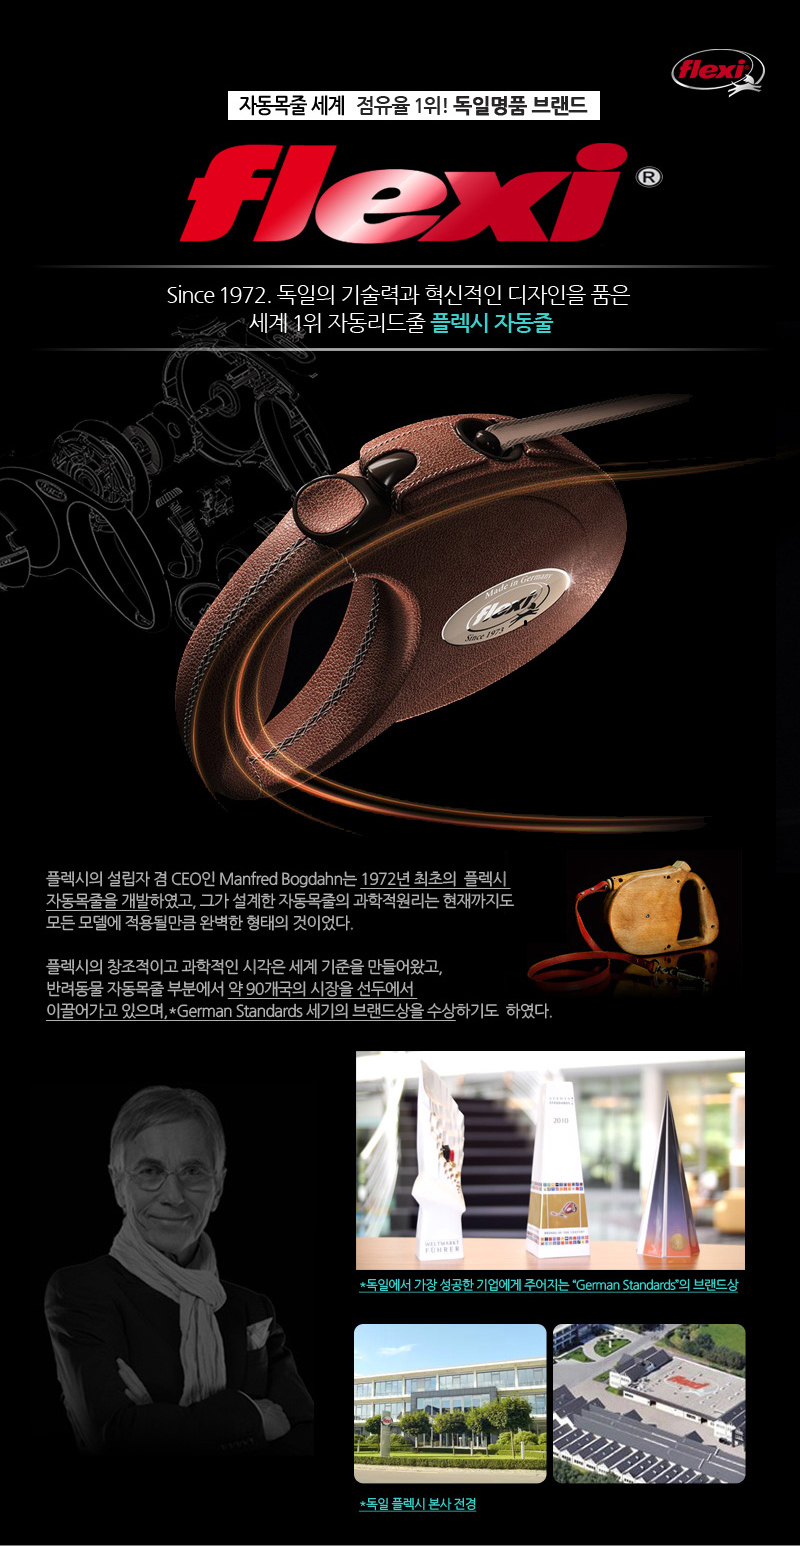 flexi
자동목줄 세계 점유율 1위! 독일명품 브랜드
flexi®
Since 1972. 독일의 기술력과 혁신적인 디자인을 품은
세계 1위 자동리드줄 플렉시 자동줄
Made in Germany
flexi
Since 1973
플렉시의 설립자 겸 CEO인 Manfred Bogdahn는 1972년 최초의 플렉시
자동목줄을 개발하였고, 그가 설계한 자동목줄의 과학적원리는 현재까지도
모든 모델에 적용될만큼 완벽한 형태의 것이었다.
플렉시의 창조적이고 과학적인 시각은 세계 기준을 만들어왔고,
반려동물 자동목줄 부분에서 약 90개국의 시장을 선두에서
이끌어가고 있으며,*German Standards 세기의 브랜드상을 수상하기도 하였다.
2010
WELTMARKT
FÜHRER
*독일에서 가장 성공한 기업에게 주어지는 "German Standards"의 브랜드상
flexi
*독일 플렉시 본사 전경